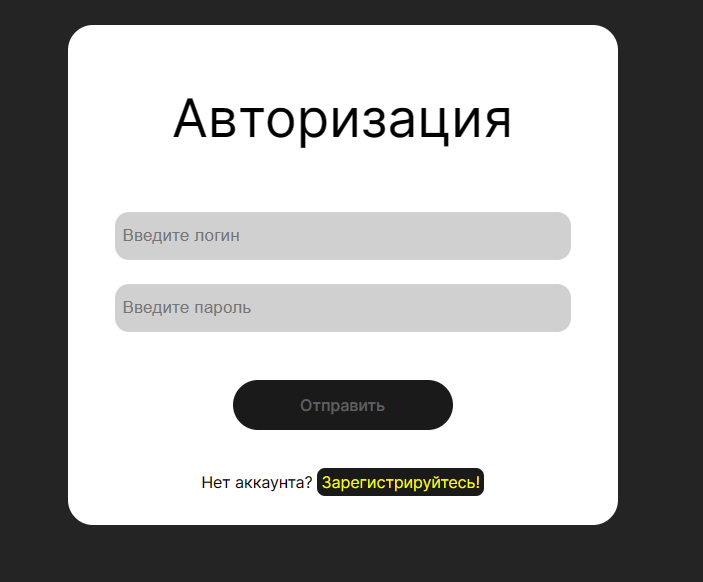 Авторизация
Введите логин
Введите пароль
Отправить
Нет аккаунта? Зарегистрируйтесь!